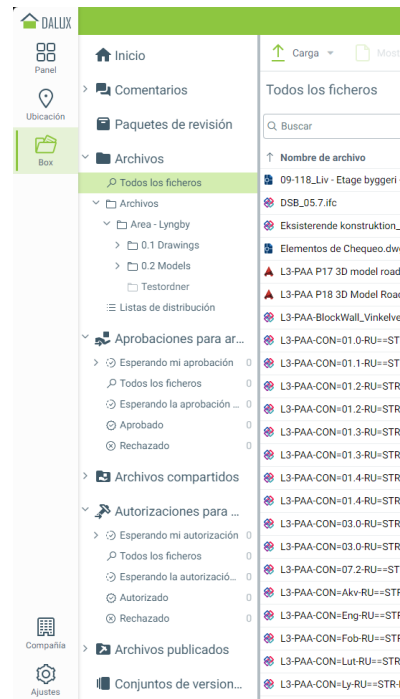 DALUX
Panel
Ubicación
Box
Compañía
Ajustes
Inicio
Comentarios
Paquetes de revisión
Archivos
Todos los ficheros
Archivos
Area - Lyngby
0.1 Drawings
0.2 Models
Testordner
Listas de distribución
Aprobaciones para ar...
Esperando mi aprobación 0
Todos los ficheros 0
Esperando la aprobación ... 0
Aprobado 0
Rechazado 0
Archivos compartidos
Autorizaciones para ...
Esperando mi autorización 0
Todos los ficheros 0
Esperando la autorizació... 0
Autorizado 0
Rechazado 0
Archivos publicados
Conjuntos de version...
Carga
Most
Todos los ficheros
Buscar
Nombre de archivo
09-118_Liv - Etage byggeri
DSB_05.7.ifc
Eksisterende konstruktion_
Elementos de Chequeo.dw
L3-PAA P17 3D model road
L3-PAA P18 3D Model Road
L3-PAA-BlockWall_Vinkelve
L3-PAA-CON=01.0-RU==ST
L3-PAA-CON=01.1-RU==ST
L3-PAA-CON=01.2-RU=STR
L3-PAA-CON=01.2-RU=STR
L3-PAA-CON=01.3-RU=STR
L3-PAA-CON=01.3-RU=STR
L3-PAA-CON=01.4-RU=STR
L3-PAA-CON=01.4-RU=STR
L3-PAA-CON=03.0-RU=STR
L3-PAA-CON=03.0-RU=STR
L3-PAA-CON=07.2-RU==ST
L3-PAA-CON=Akv-RU==STR
L3-PAA-CON=Eng-RU==STR
L3-PAA-CON=Fob-RU==STR
L3-PAA-CON=Lut-RU==STR
L3-PAA-CON=Ly-RU==STR-